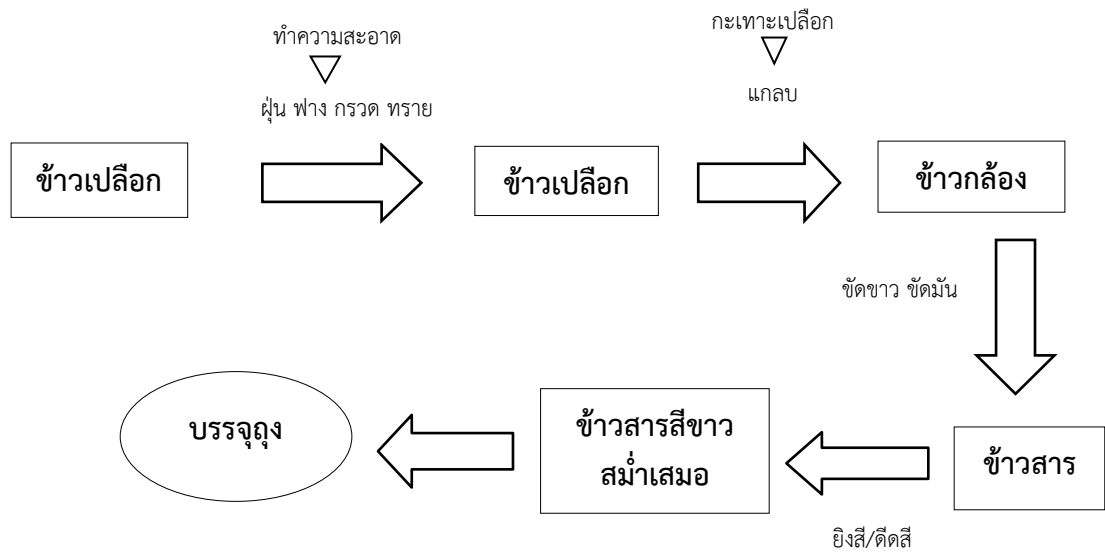 ทำความสะอาด
ฝุ่น ฟาง กรวด ทราย
กะเทาะเปลือก
แกลบ
ข้าวเปลือก
ข้าวเปลือก
ข้าวกล้อง
ขัดขาว ขัดมัน
ข้าวสาร
ยิงสี/ดีดสี
ข้าวสารสีขาว
สม่ำเสมอ
บรรจุถุง